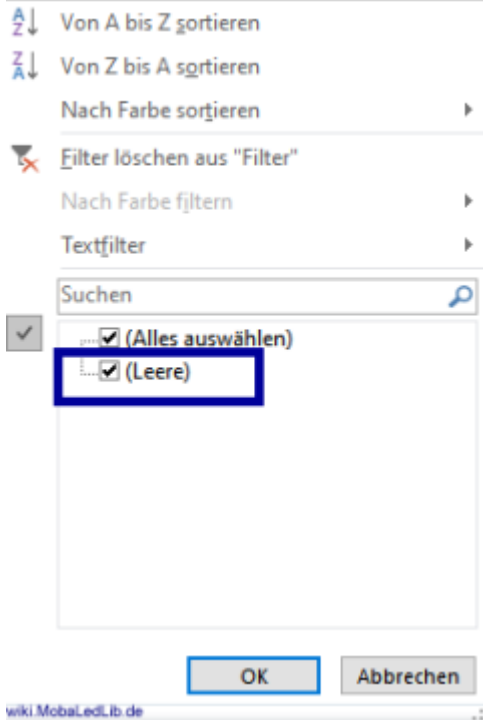 Von A bis Z sortieren
Von Z bis A sortieren
Nach Farbe sortieren
Filter löschen aus "Filter"
Nach Farbe filtern
Textfilter
Suchen
(Alles auswählen)
(Leere)
OK Abbrechen
wiki.MobaLedLib.de